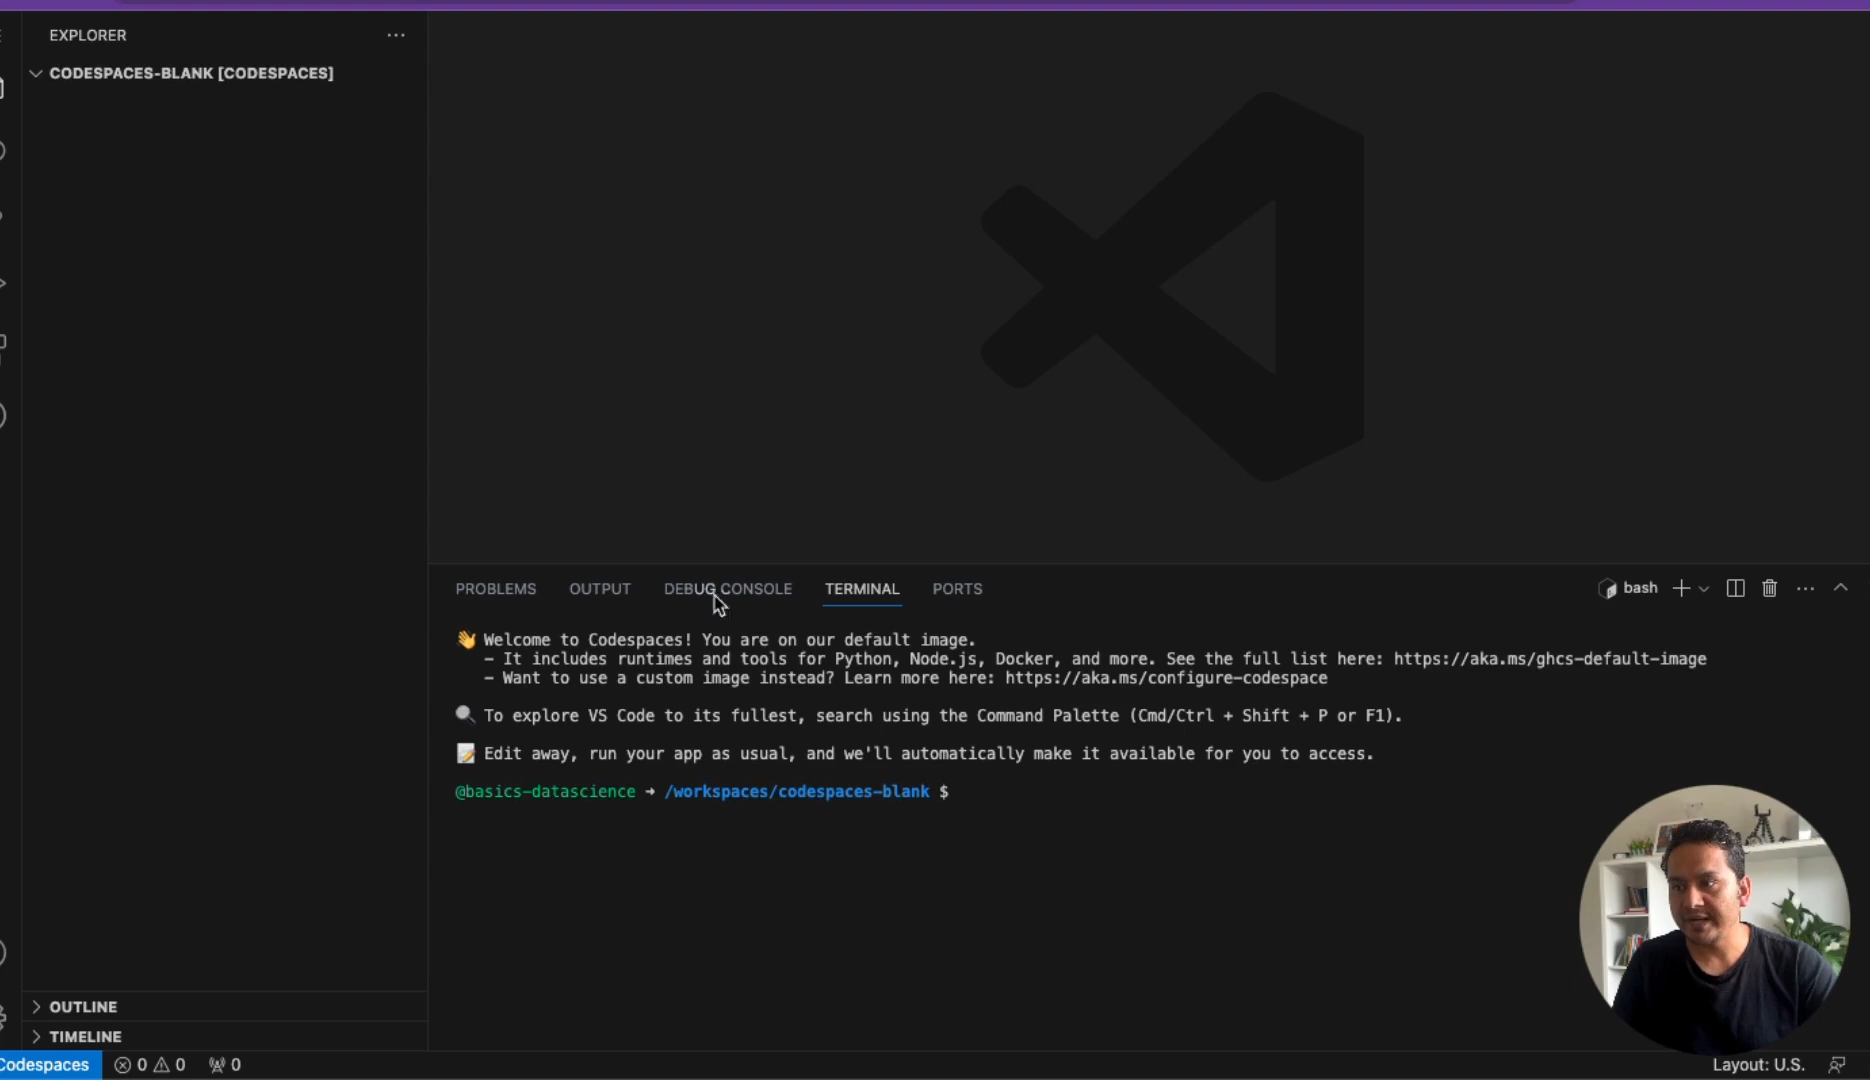 EXPLORER
CODESPACES-BLANK [CODESPACES]
PROBLEMS OUTPUT DEBUG CONSOLE TERMINAL PORTS bash
👋 Welcome to Codespaces! You are on our default image.
- It includes runtimes and tools for Python, Node.js, Docker, and more. See the full list here: https://aka.ms/ghcs-default-image
- Want to use a custom image instead? Learn more here: https://aka.ms/configure-codespace
🔍 To explore VS Code to its fullest, search using the Command Palette (Cmd/Ctrl + Shift + P or F1).
📝 Edit away, run your app as usual, and we'll automatically make it available for you to access.
@basics-datascience ➜ /workspaces/codespaces-blank $
OUTLINE
TIMELINE
Codespaces 0 0 0 Layout: U.S.